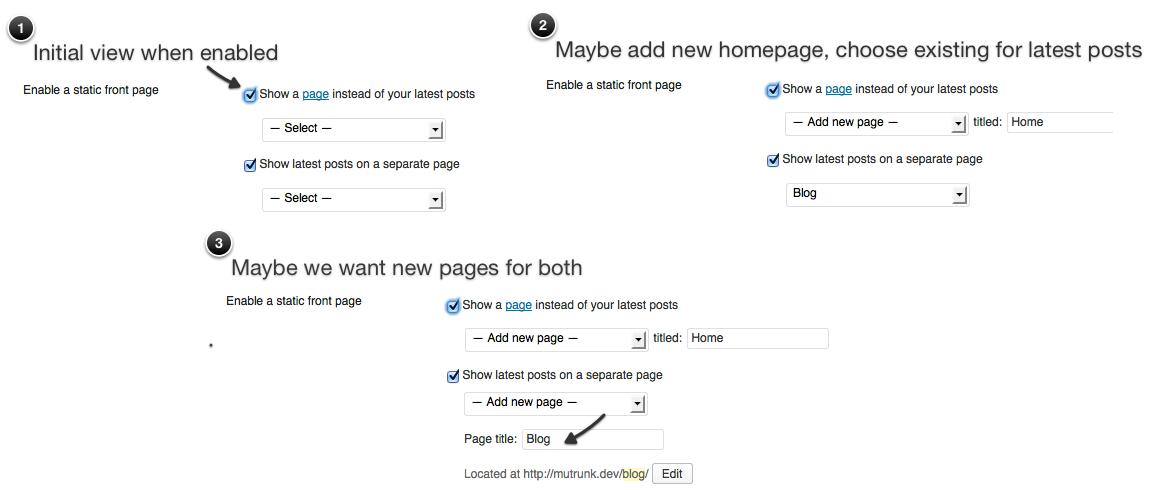 1
Initial view when enabled
Enable a static front page
Show a page instead of your latest posts
— Select —
Show latest posts on a separate page
— Select —
2
Maybe add new homepage, choose existing for latest posts
Enable a static front page
Show a page instead of your latest posts
— Add new page — titled: Home
Show latest posts on a separate page
Blog
3
Maybe we want new pages for both
Enable a static front page
Show a page instead of your latest posts
— Add new page — titled: Home
Show latest posts on a separate page
— Add new page —
Page title: Blog
Located at http://mutrunk.dev/blog/ Edit